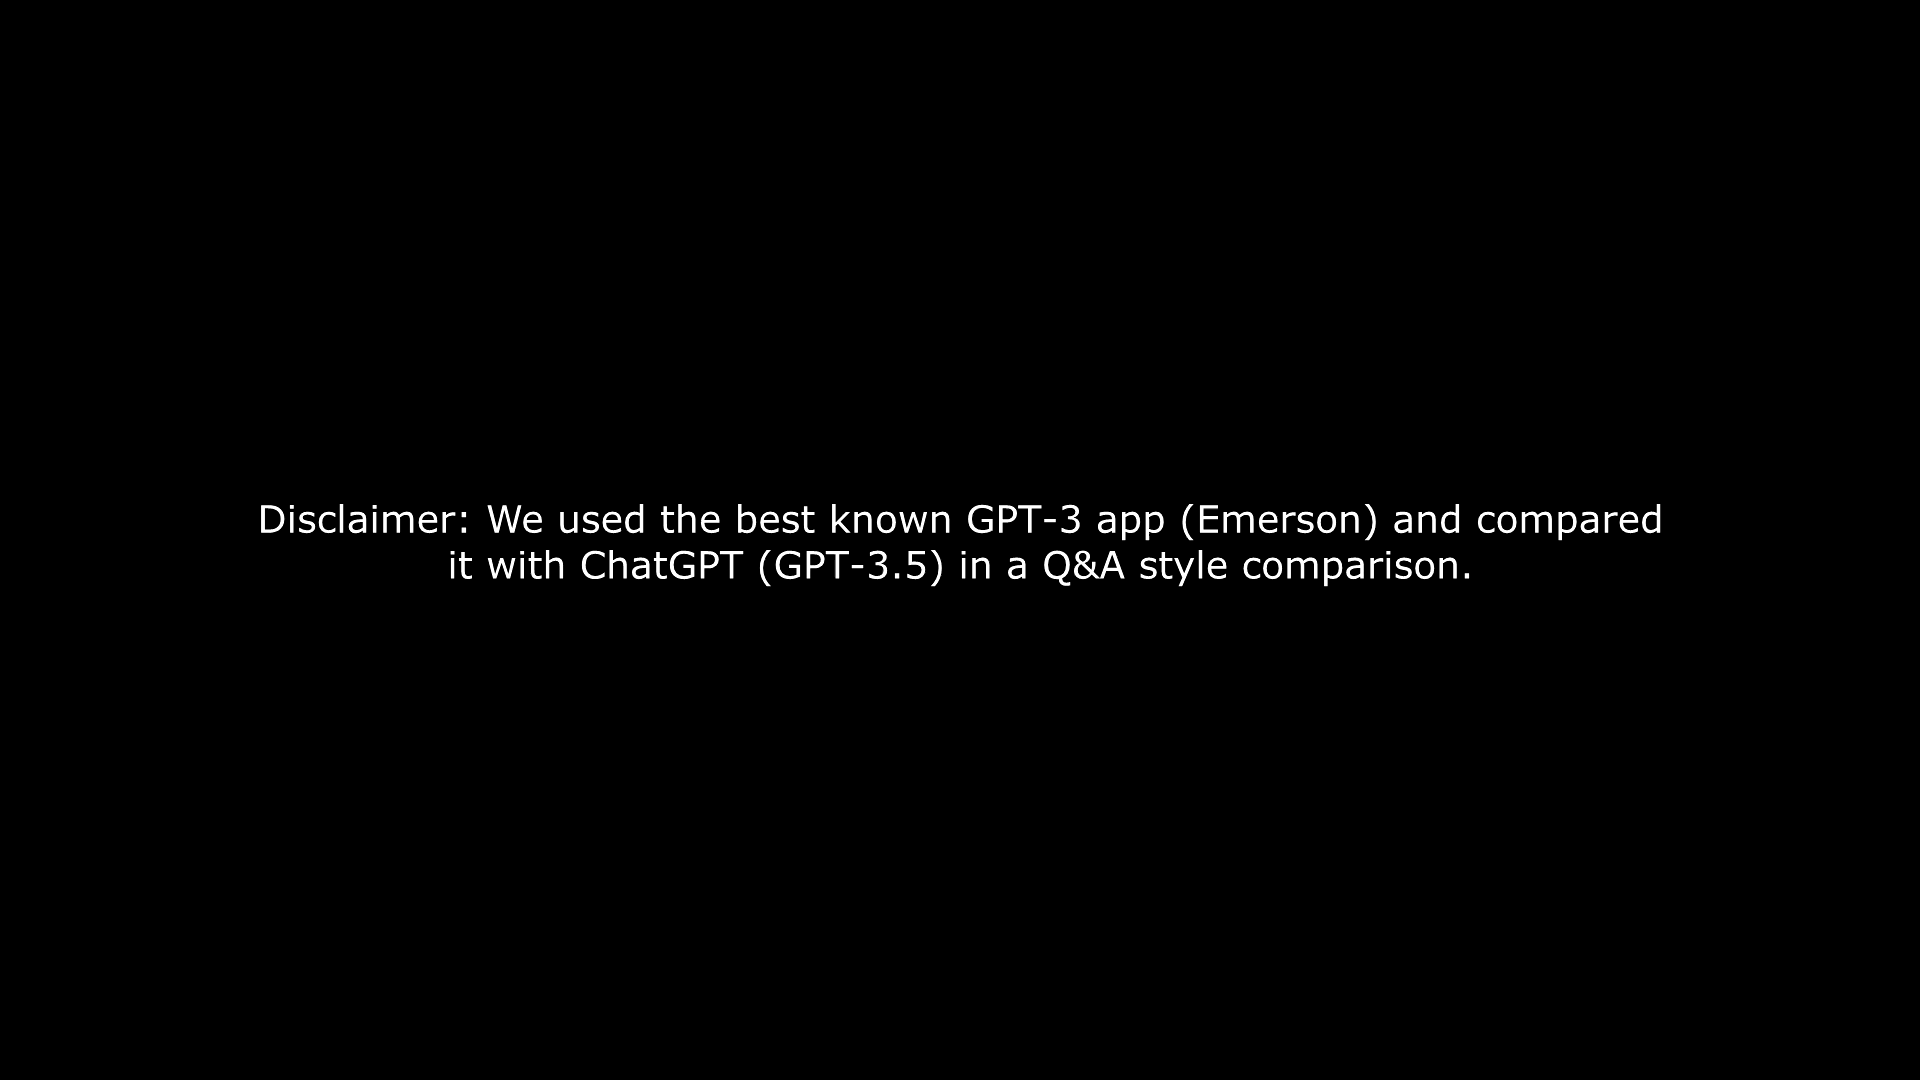 Disclaimer: We used the best known GPT-3 app (Emerson) and compared
it with ChatGPT (GPT-3.5) in a Q&A style comparison.